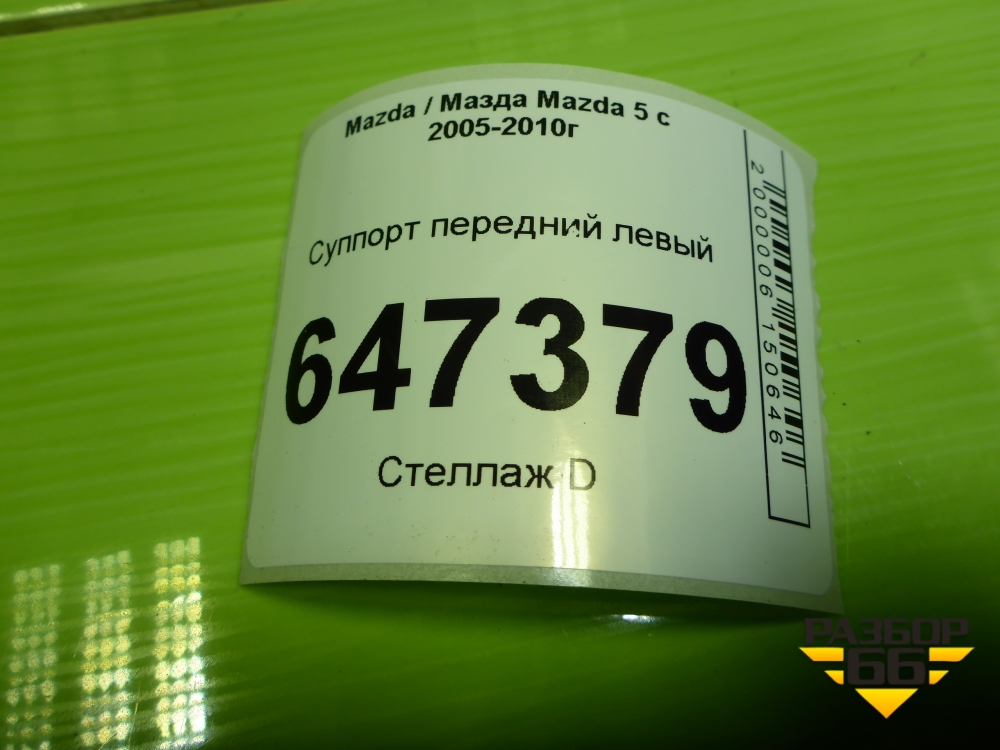 Mazda / Мазда Mazda 5 с
2005-2010г
Суппорт передний левый
647379
Стеллаж D
2000006150646
РАЗБОР
66